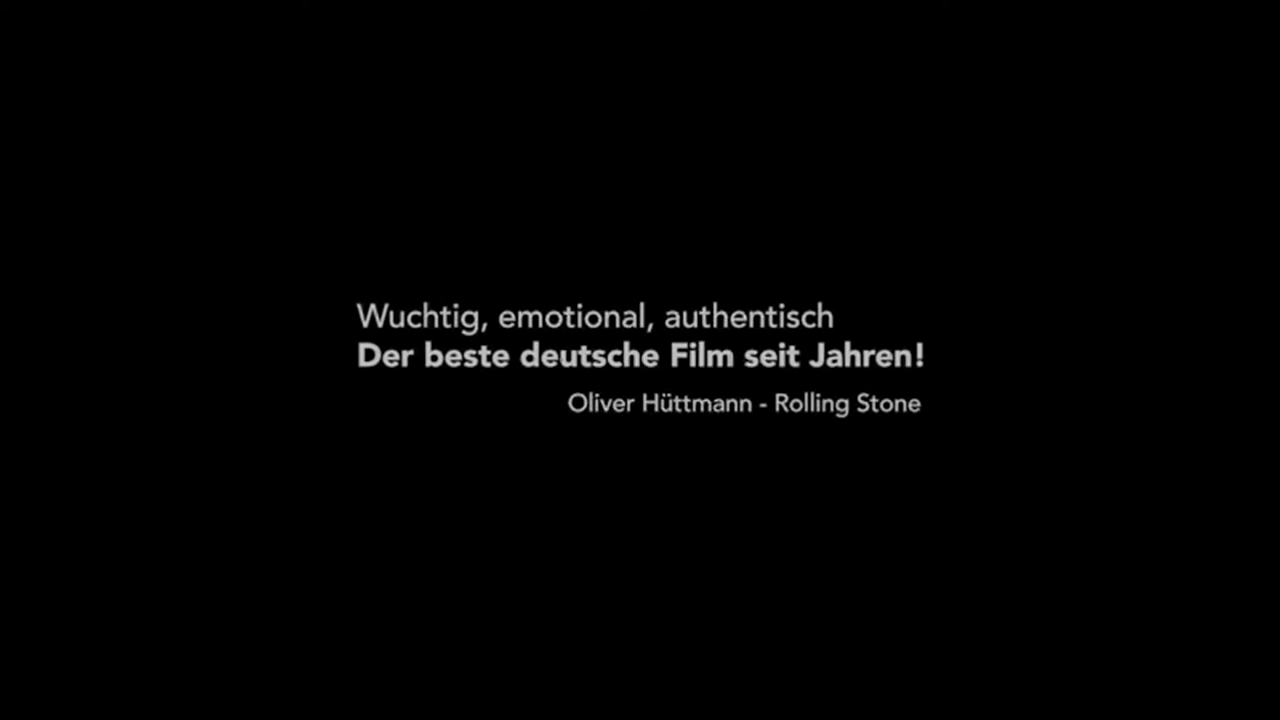 Wuchtig, emotional, authentisch
Der beste deutsche Film seit Jahren!
Oliver Hüttmann - Rolling Stone